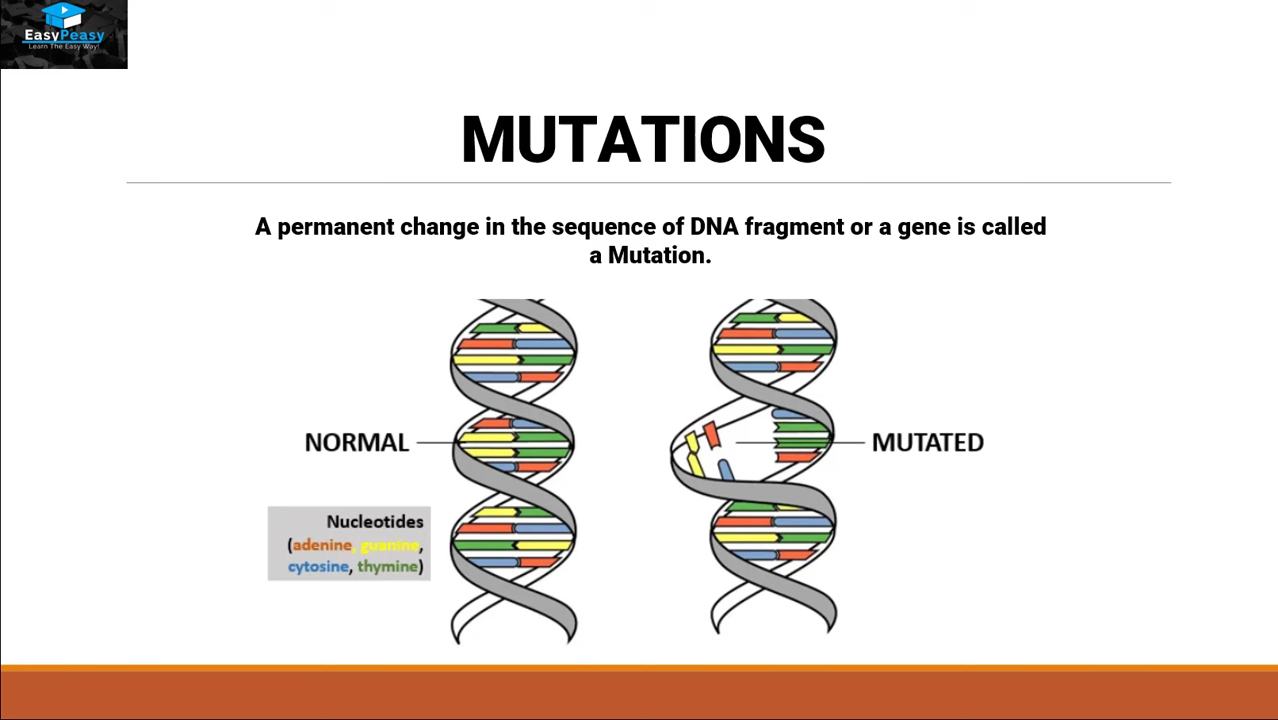 EasyPeasy
Learn The Easy Way!
MUTATIONS
A permanent change in the sequence of DNA fragment or a gene is called
a Mutation.
NORMAL
MUTATED
Nucleotides
(adenine, guanine,
cytosine, thymine)